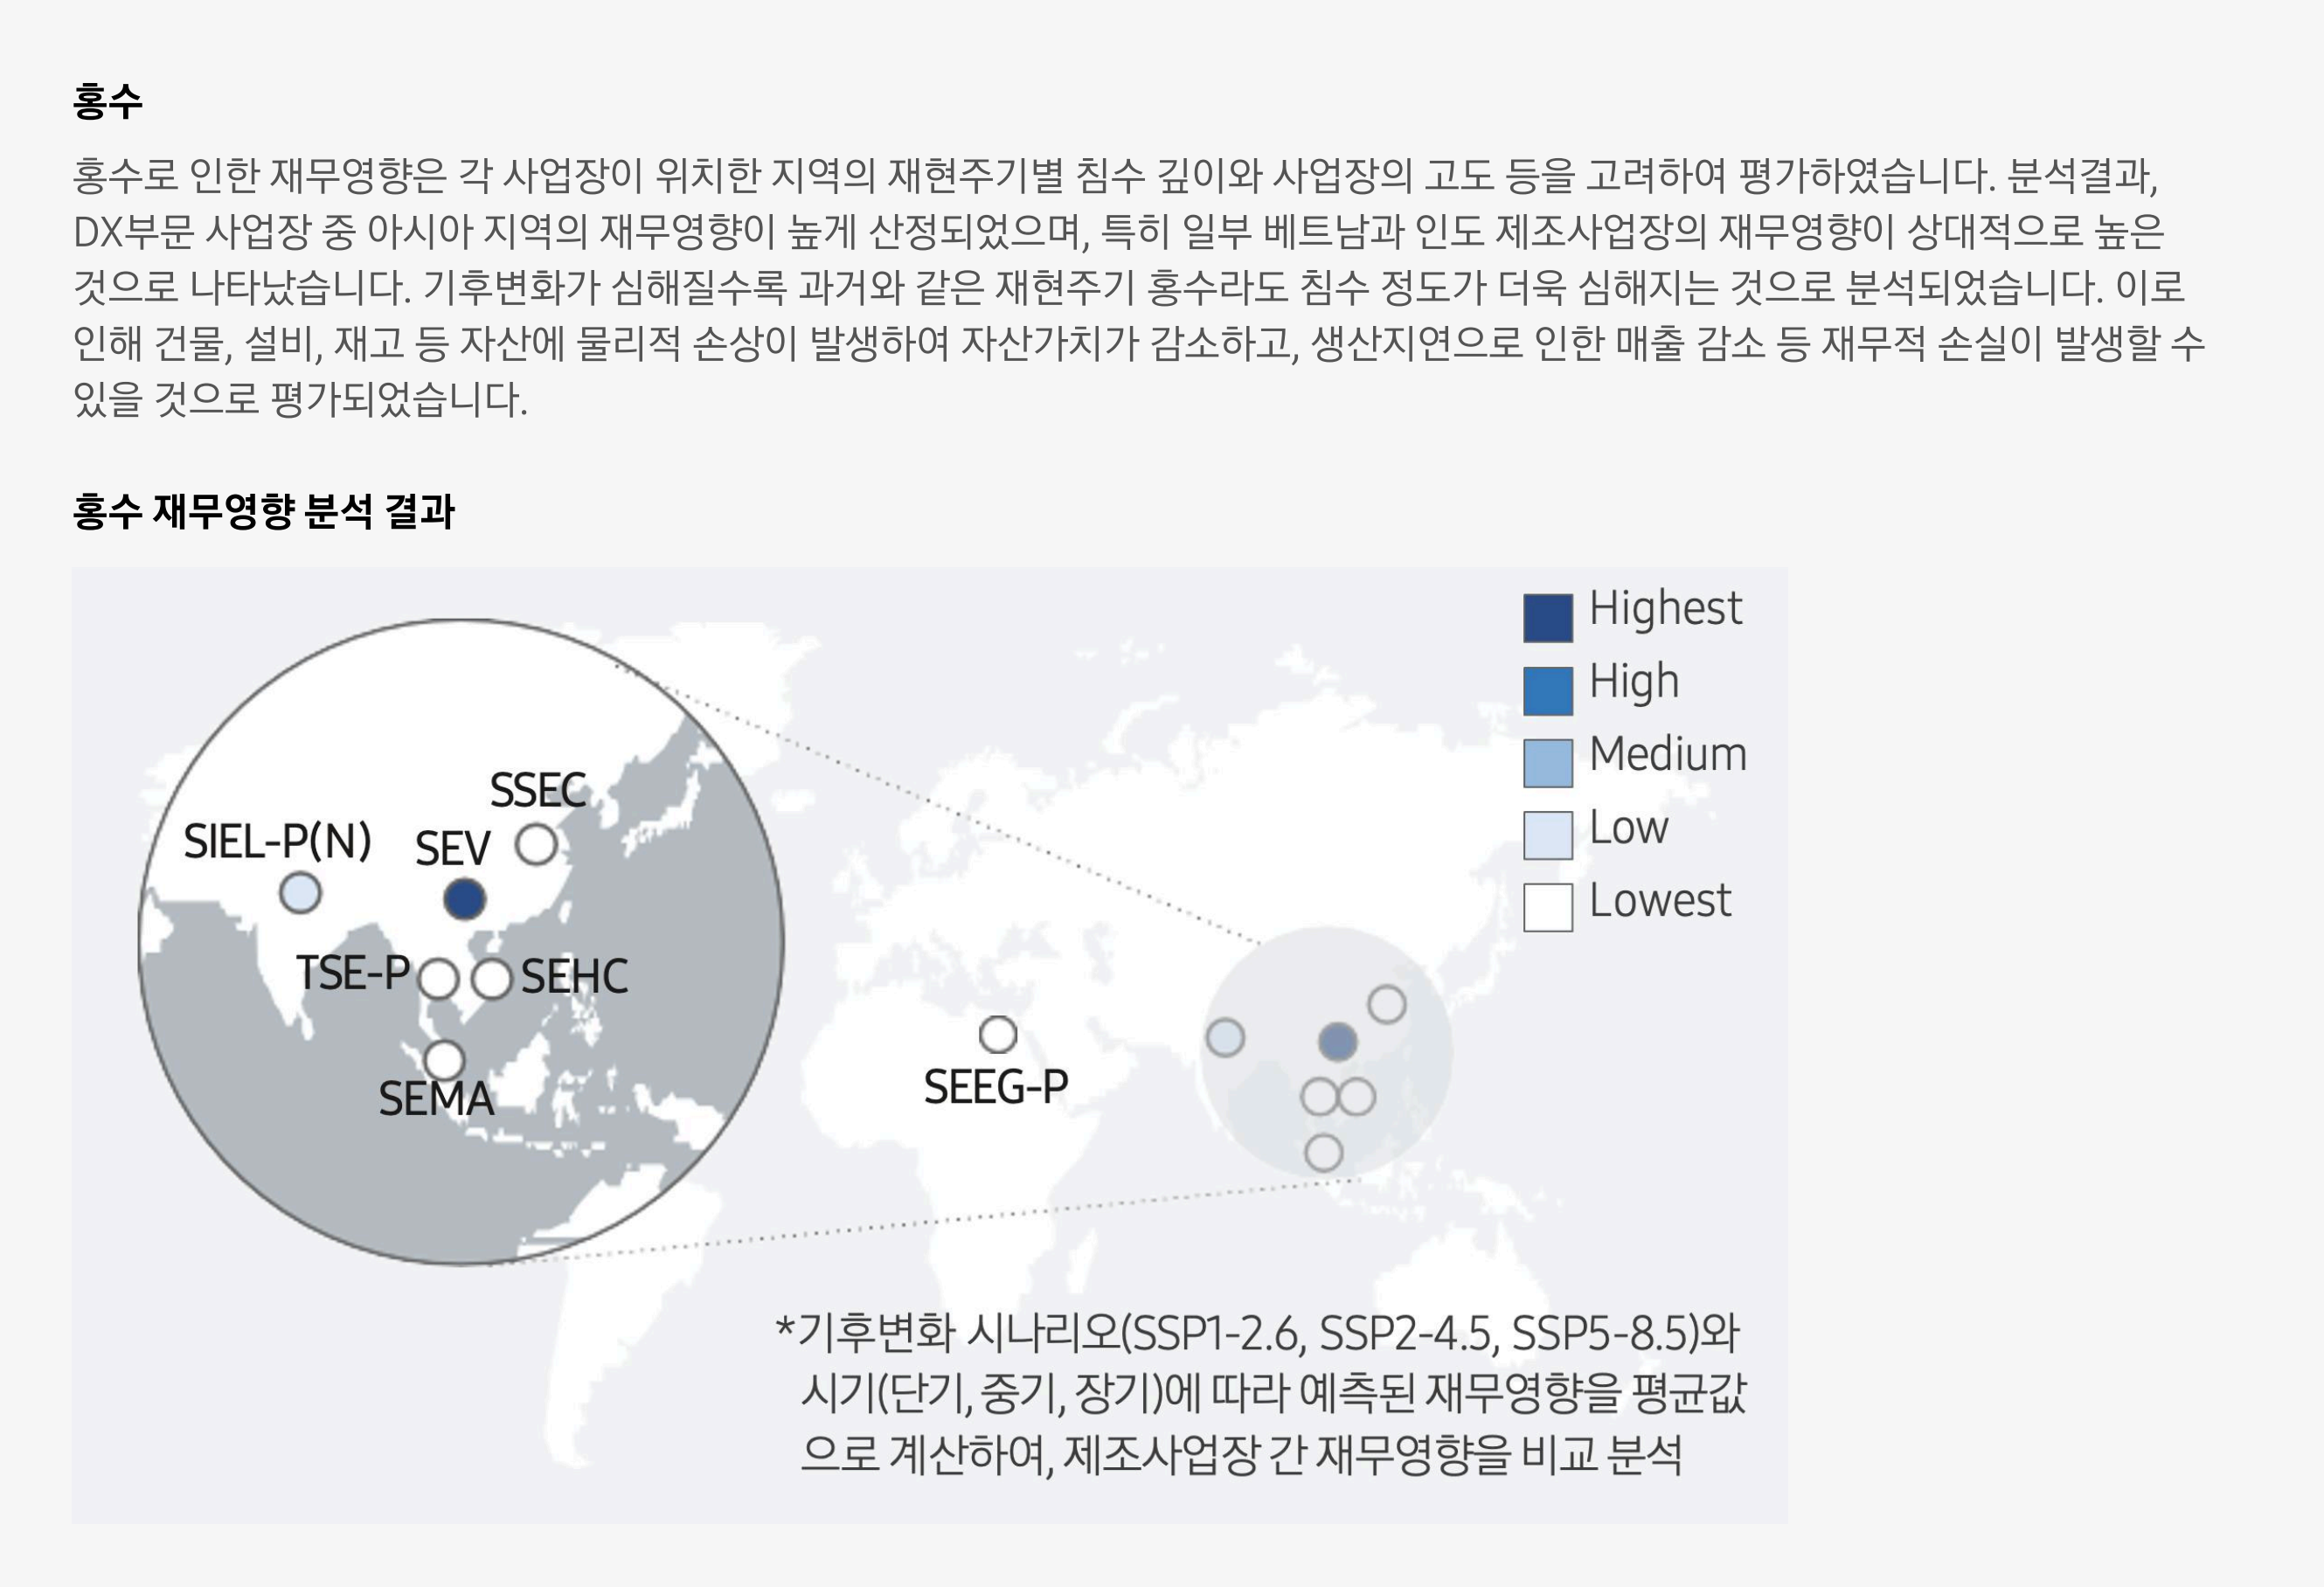 홍수
홍수로 인한 재무영향은 각 사업장이 위치한 지역의 재현주기별 침수 깊이와 사업장의 고도 등을 고려하여 평가하였습니다. 분석결과,
DX부문 사업장 중 아시아 지역의 재무영향이 높게 산정되었으며, 특히 일부 베트남과 인도 제조사업장의 재무영향이 상대적으로 높은
것으로 나타났습니다. 기후변화가 심해질수록 과거와 같은 재현주기 홍수라도 침수 정도가 더욱 심해지는 것으로 분석되었습니다. 이로
인해 건물, 설비, 재고 등 자산에 물리적 손상이 발생하여 자산가치가 감소하고, 생산지연으로 인한 매출 감소 등 재무적 손실이 발생할 수
있을 것으로 평가되었습니다.
홍수 재무영향 분석 결과
Highest
High
Medium
Low
Lowest
SSEC
SIEL-P(N)
SEV
TSE-P
SEHC
SEMA
SEEG-P
*기후변화 시나리오(SSP1-2.6, SSP2-4.5, SSP5-8.5)와
시기(단기, 중기, 장기)에 따라 예측된 재무영향을 평균값
으로 계산하여, 제조사업장 간 재무영향을 비교 분석